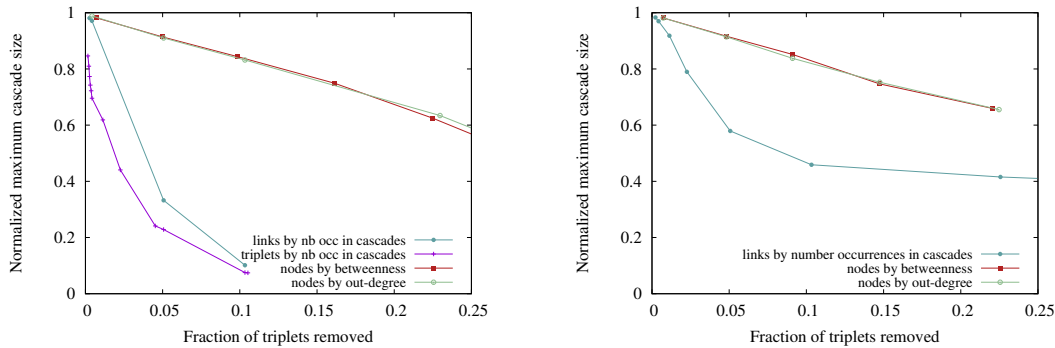 1
0.8
0.6
0.4
0.2
0
Normalized maximum cascade size
links by nb occ in cascades
triplets by nb occ in cascades
nodes by betweenness
nodes by out-degree
0 0.05 0.1 0.15 0.2 0.25
Fraction of triplets removed
1
0.8
0.6
0.4
0.2
0
Normalized maximum cascade size
links by number occurrences in cascades
nodes by betweenness
nodes by out-degree
0 0.05 0.1 0.15 0.2 0.25
Fraction of triplets removed